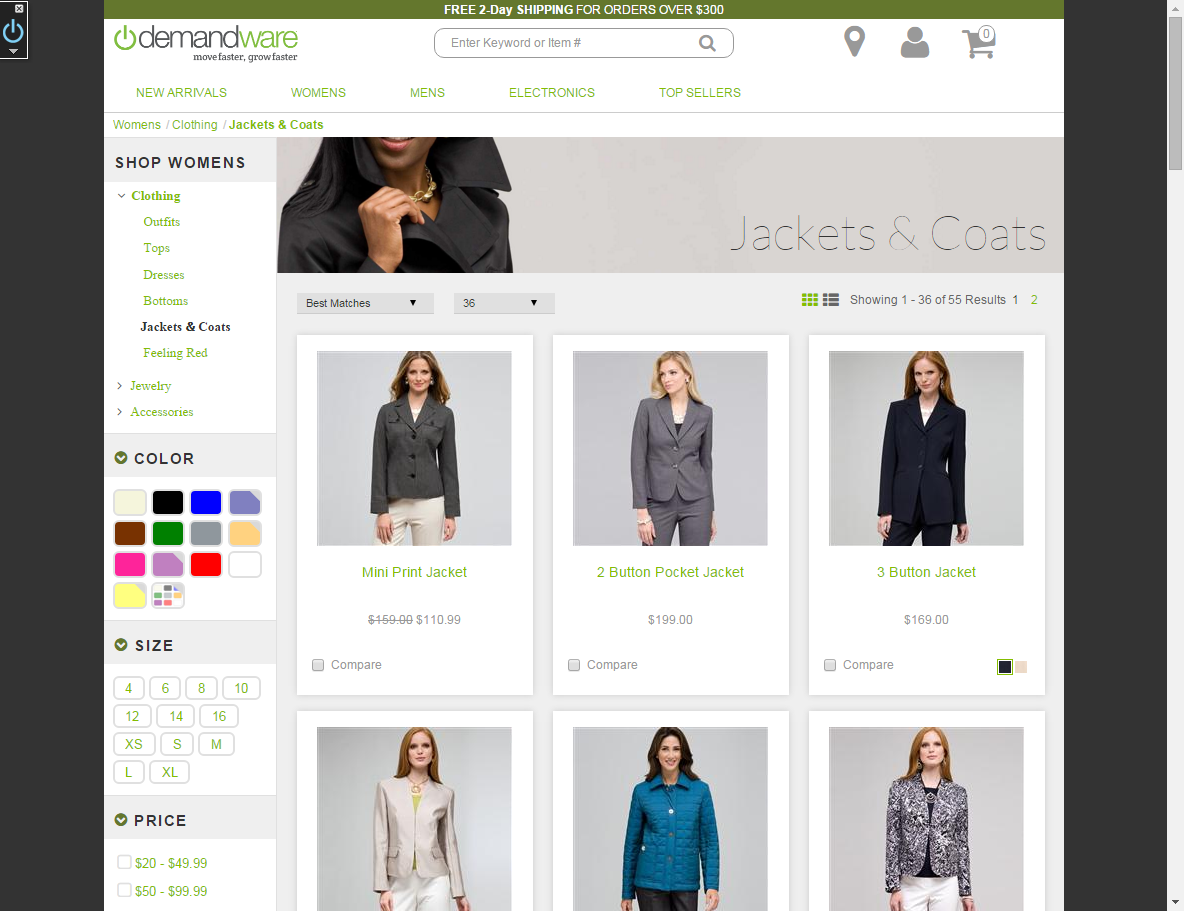 FREE 2-Day SHIPPING FOR ORDERS OVER $300
demandware
move faster, grow faster
Enter Keyword or Item #
0
NEW ARRIVALS WOMENS MENS ELECTRONICS TOP SELLERS
Womens / Clothing / Jackets & Coats
SHOP WOMENS
Clothing
Outfits
Tops
Dresses
Bottoms
Jackets & Coats
Feeling Red
Jewelry
Accessories
COLOR
SIZE
4 6 8 10
12 14 16
XS S M
L XL
PRICE
$20 - $49.99
$50 - $99.99
Jackets & Coats
Best Matches 36 Showing 1 - 36 of 55 Results 1 2
Mini Print Jacket
$159.00 $110.99
Compare
2 Button Pocket Jacket
$199.00
Compare
3 Button Jacket
$169.00
Compare